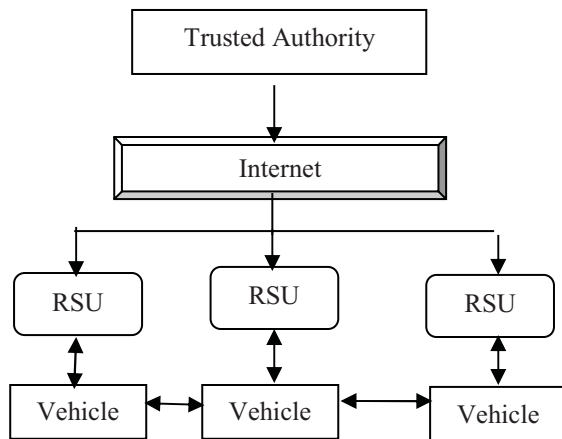 Trusted Authority
Internet
RSU
RSU
RSU
Vehicle
Vehicle
Vehicle